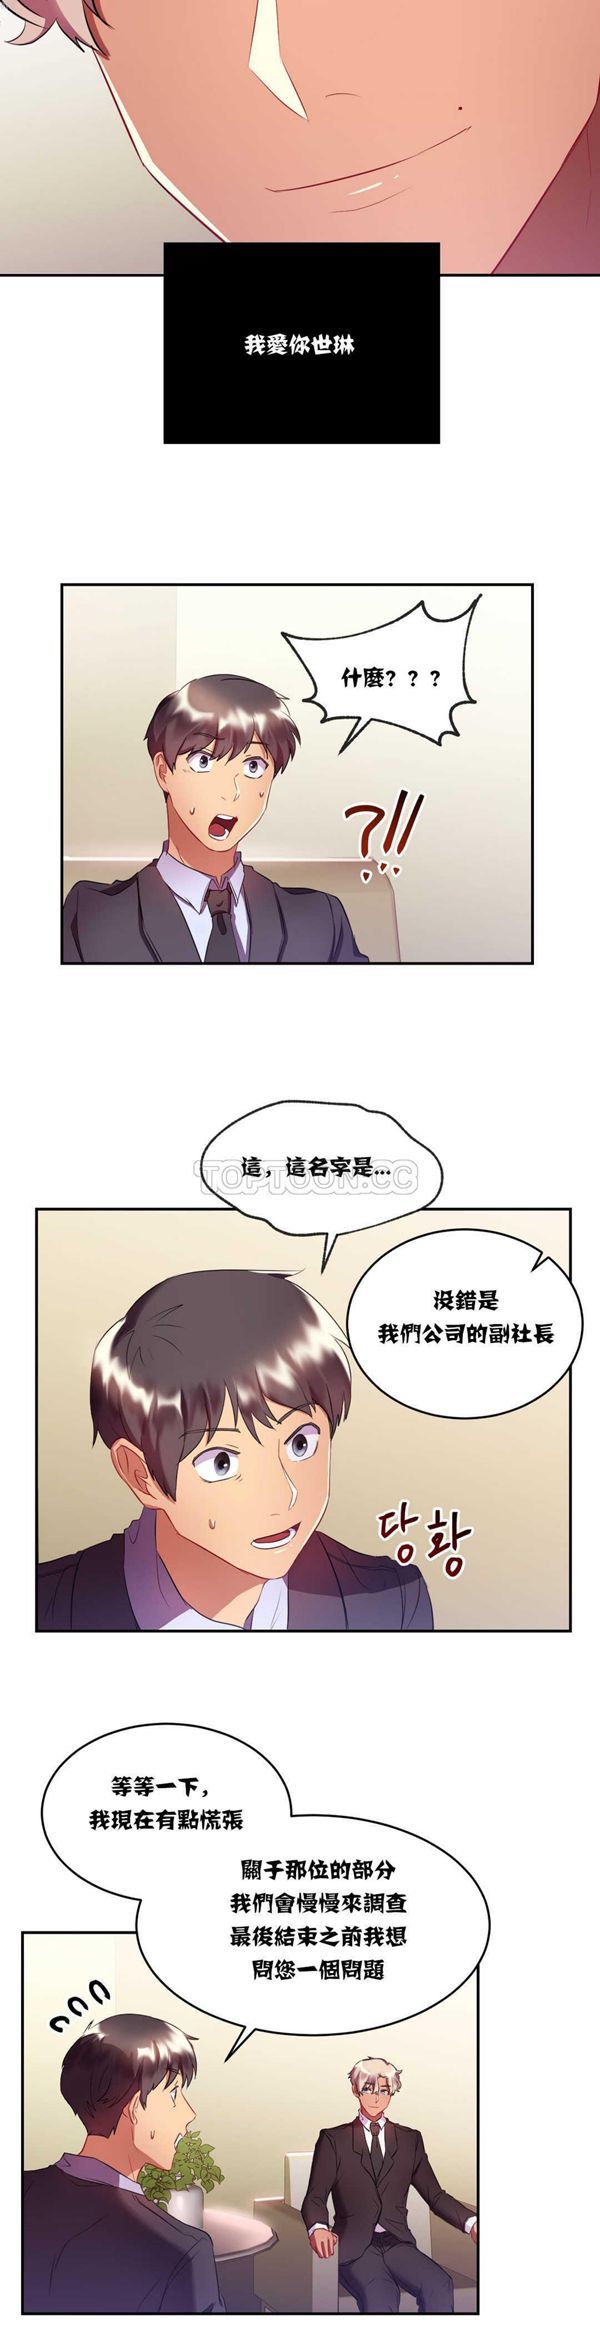 我愛你世琳
什麼？？？
?!!
這，這名字是...
TOPTOON.CC
沒錯是
我們公司的副社長
당황
等等一下，
我現在有點慌張
關于那位的部分
我們會慢慢來調查
最後結束之前我想
問您一個問題